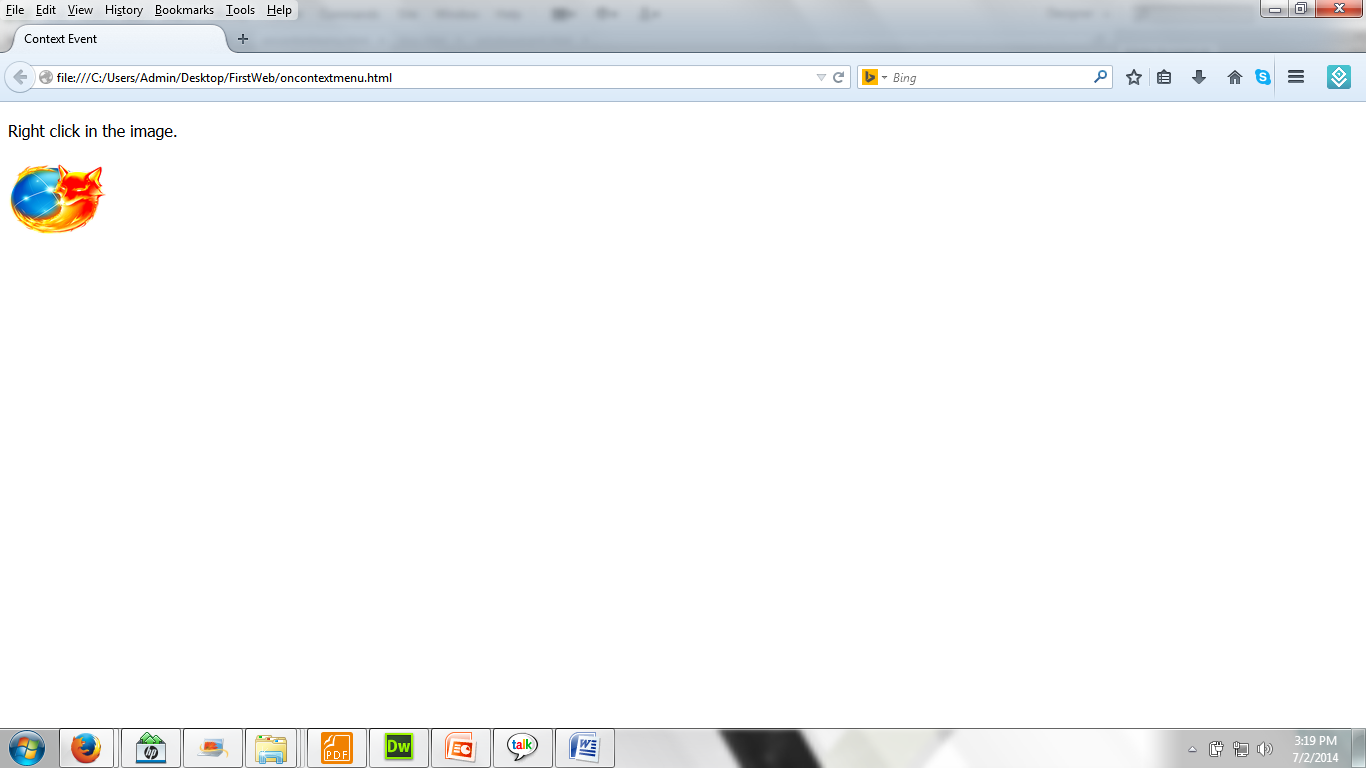 File Edit View History Bookmarks Tools Help
Context Event
file:///C:/Users/Admin/Desktop/FirstWeb/oncontextmenu.html
Bing
Right click in the image.
hp
PDF
Dw
talk
3:19 PM
7/2/2014